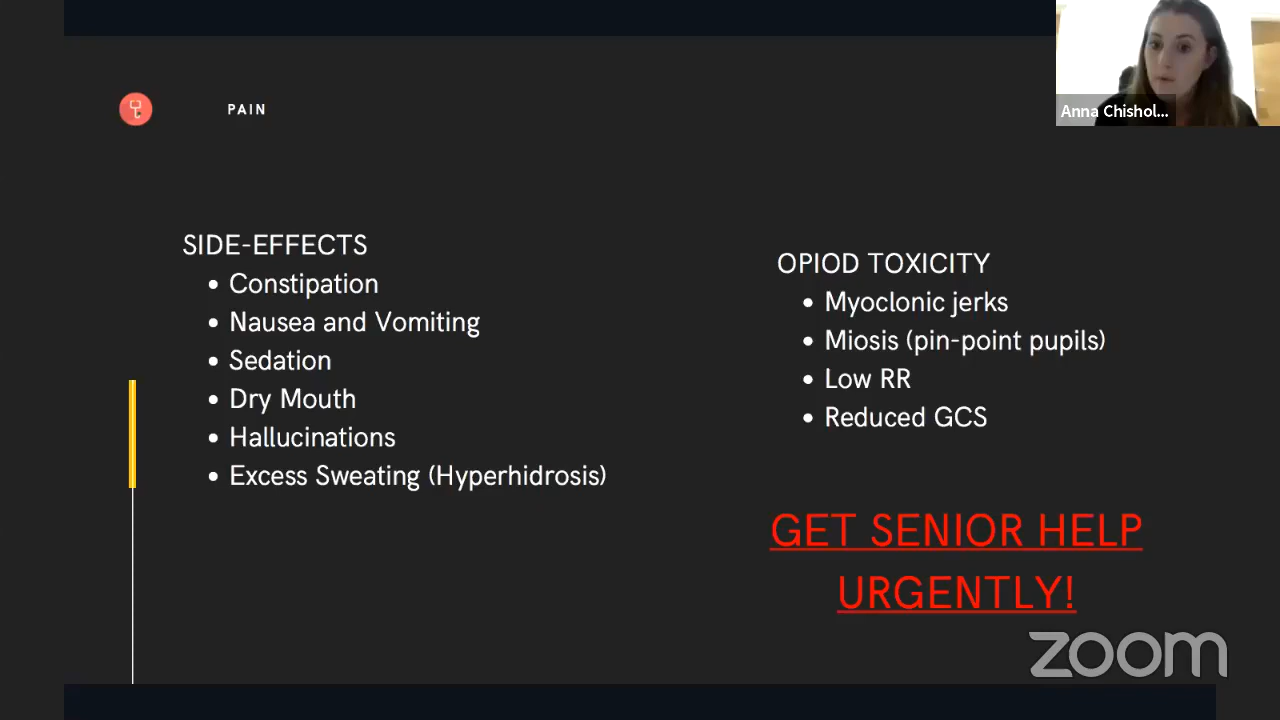 PAIN
Anna Chishol...
SIDE-EFFECTS
• Constipation
• Nausea and Vomiting
• Sedation
• Dry Mouth
• Hallucinations
• Excess Sweating (Hyperhidrosis)
OPIOD TOXICITY
• Myoclonic jerks
• Miosis (pin-point pupils)
• Low RR
• Reduced GCS
GET SENIOR HELP
URGENTLY!
zoom